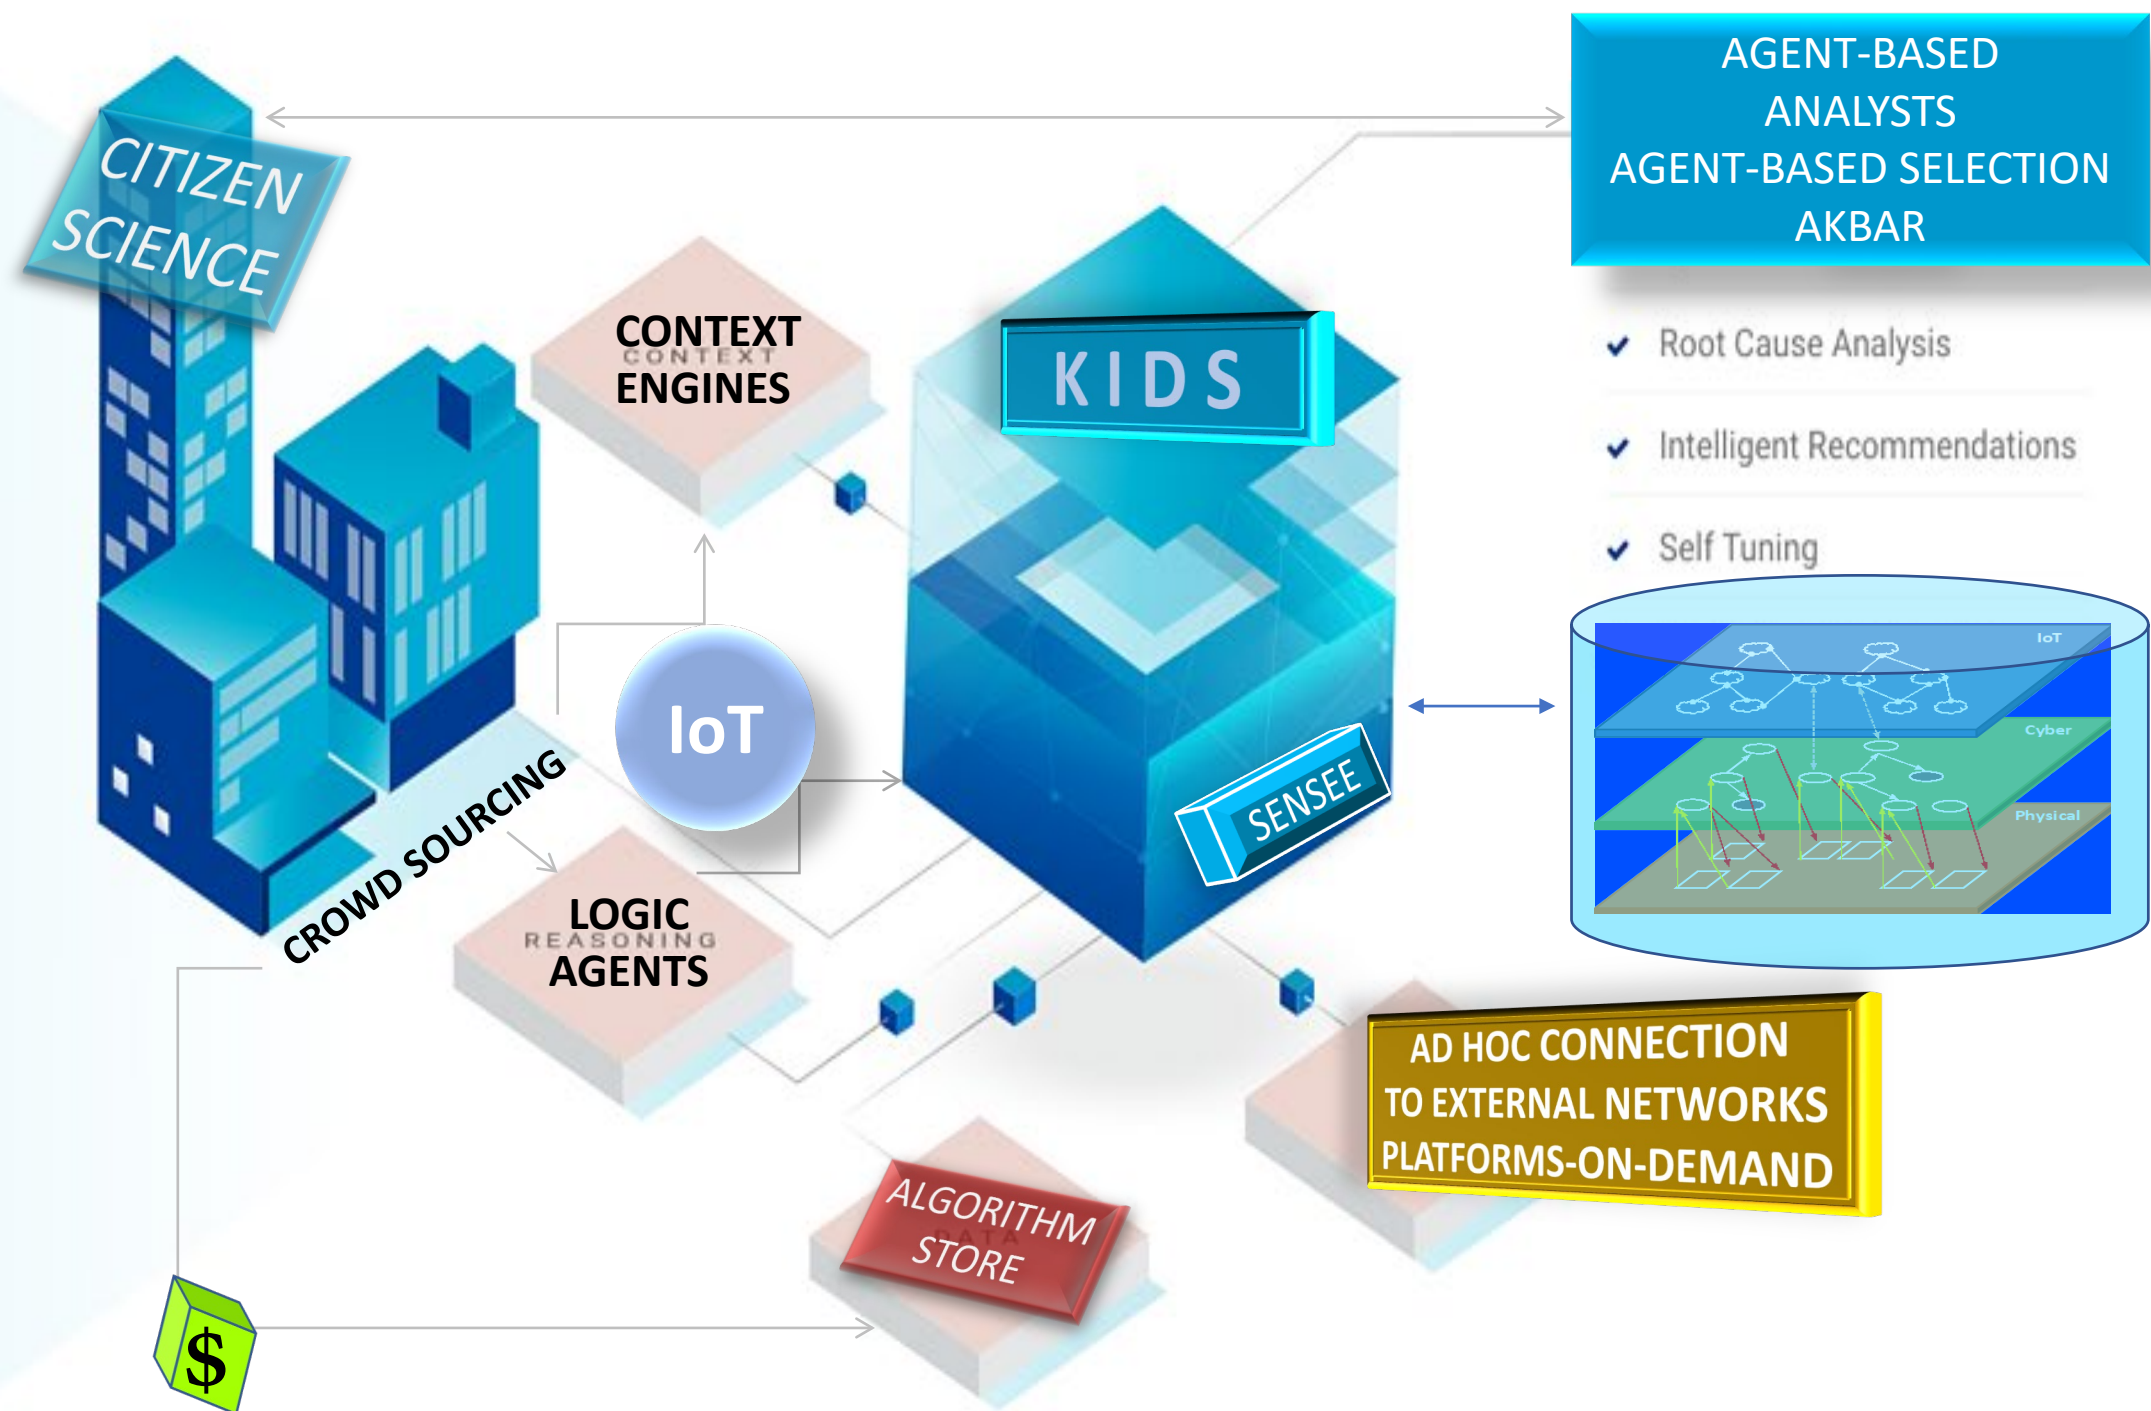 CITIZEN
SCIENCE
AGENT-BASED
ANALYSTS
AGENT-BASED SELECTION
AKBAR
Root Cause Analysis
Intelligent Recommendations
Self Tuning
CONTEXT
CONTEXT
ENGINES
KIDS
IoT
SENSEE
IoT
Cyber
Physical
CROWD SOURCING
LOGIC
REASONING
AGENTS
AD HOC CONNECTION
TO EXTERNAL NETWORKS
PLATFORMS-ON-DEMAND
ALGORITHM
DATA
STORE
$